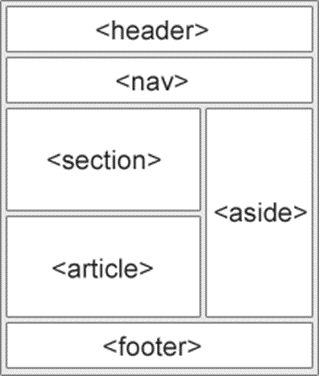 <header>
<nav>
<section>
<aside>
<article>
<footer>